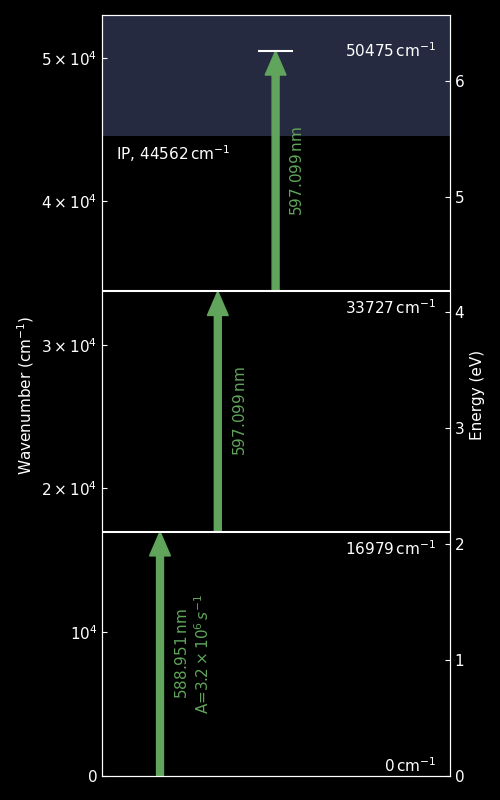 5 × 10⁴
50475 cm⁻¹
6
IP, 44562 cm⁻¹
597.099 nm
4 × 10⁴
5
33727 cm⁻¹
4
3 × 10⁴
Wavenumber (cm⁻¹)
Energy (eV)
597.099 nm
3
2 × 10⁴
16979 cm⁻¹
2
588.951 nm
A=3.2 × 10⁶ s⁻¹
10⁴
1
0 cm⁻¹
0
0